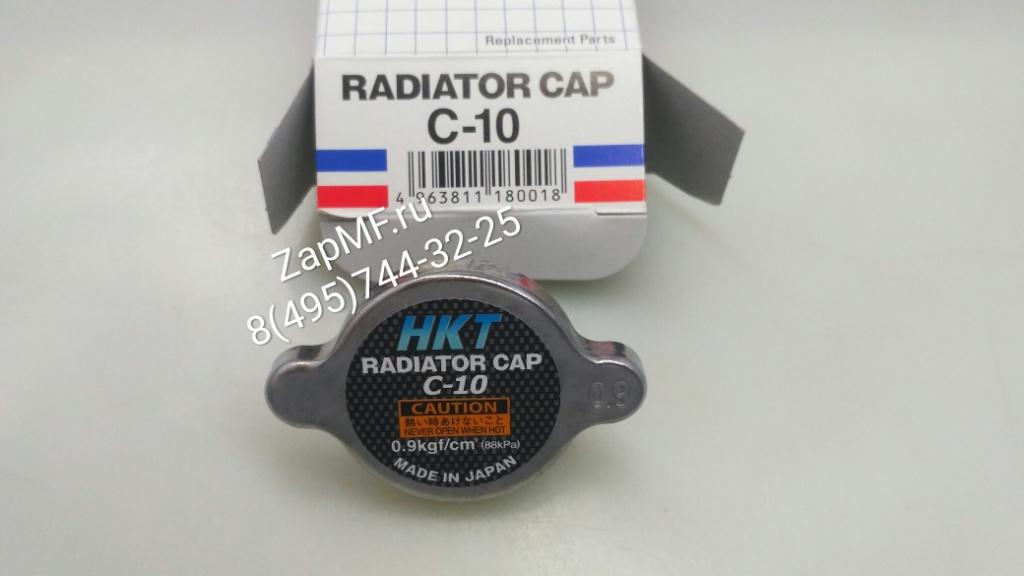 Replacement Parts
RADIATOR CAP
C-10
4 963811 180018
ZapMF.ru
8(495)744-32-25
HKT
RADIATOR CAP
C-10
CAUTION
熱い時あけないこと
NEVER OPEN WHEN HOT
0.9kgf/cm² (88kPa)
MADE IN JAPAN
0.9